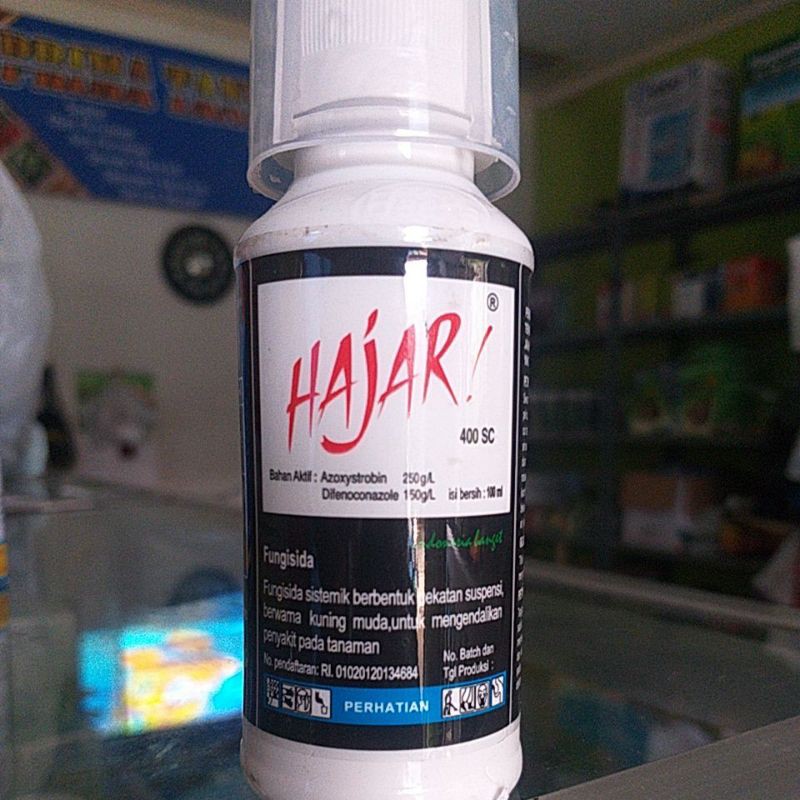 HAJAR!
®
400 SC
Bahan Aktif : Azoxystrobin 250g/L
Difenoconazole 150g/L isi bersih : 100 ml
banget
Fungisida
Fungisida sistemik berbentuk pekatan suspensi,
berwarna kuning muda,untuk mengendalikan
penyakit pada tanaman
No. pendaftaran: RI. 01020120134684
No. Batch dan
Tgl Produksi :
PERHATIAN